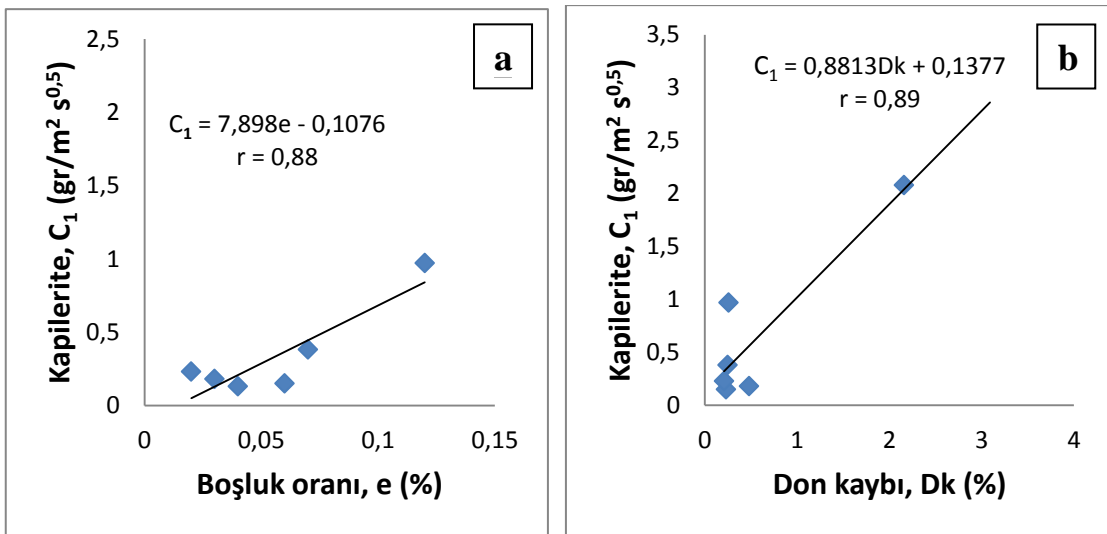 a
C₁ = 7,898e - 0,1076
r = 0,88
Kapilerite, C₁ (gr/m² s⁰,⁵)
2,5
2
1,5
1
0,5
0
0 0,05 0,1 0,15
Boşluk oranı, e (%)
b
C₁ = 0,8813Dk + 0,1377
r = 0,89
Kapilerite, C₁ (gr/m² s⁰,⁵)
3,5
3
2,5
2
1,5
1
0,5
0
0 1 2 3 4
Don kaybı, Dk (%)